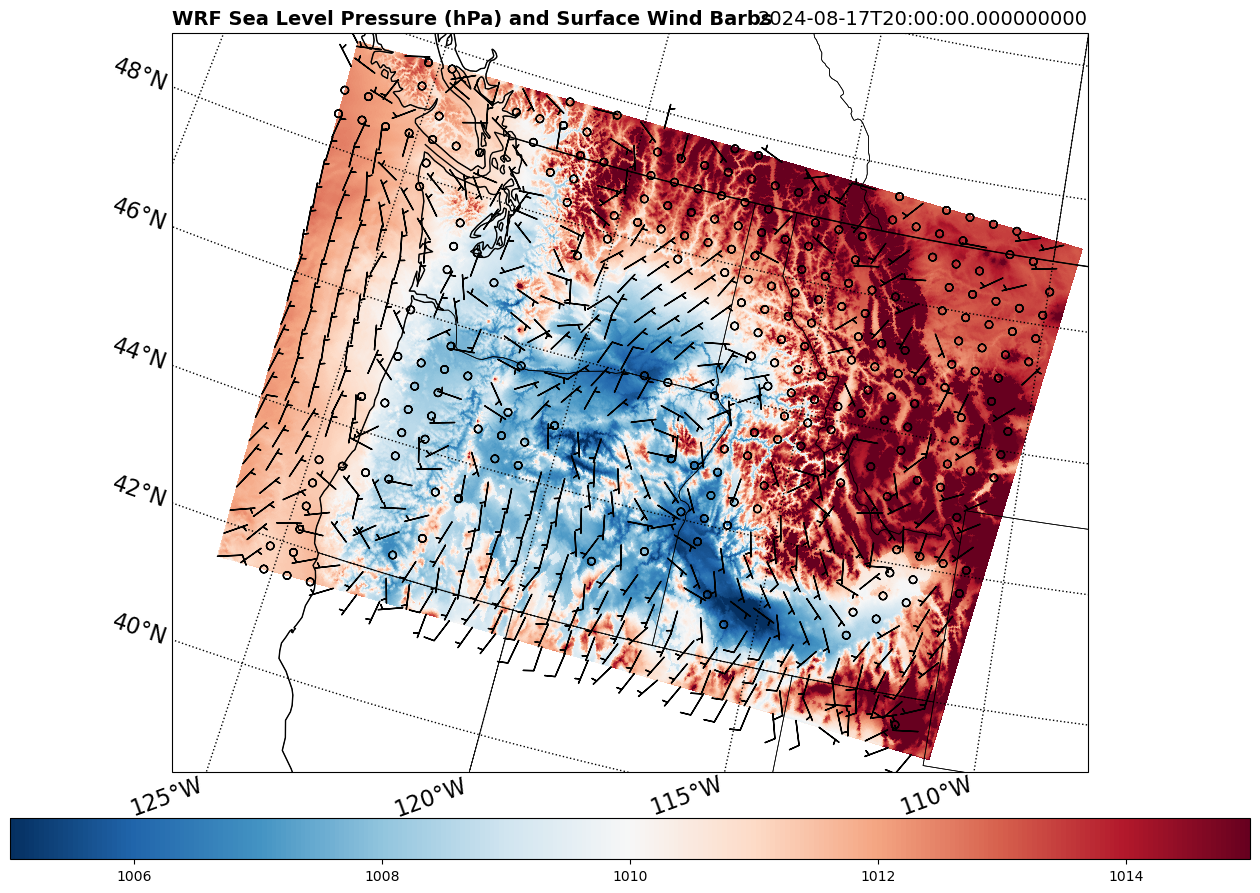 WRF Sea Level Pressure (hPa) and Surface Wind Barbs
2024-08-17T20:00:00.000000000
48°N
46°N
44°N
42°N
40°N
125°W
120°W
115°W
110°W
1006
1008
1010
1012
1014